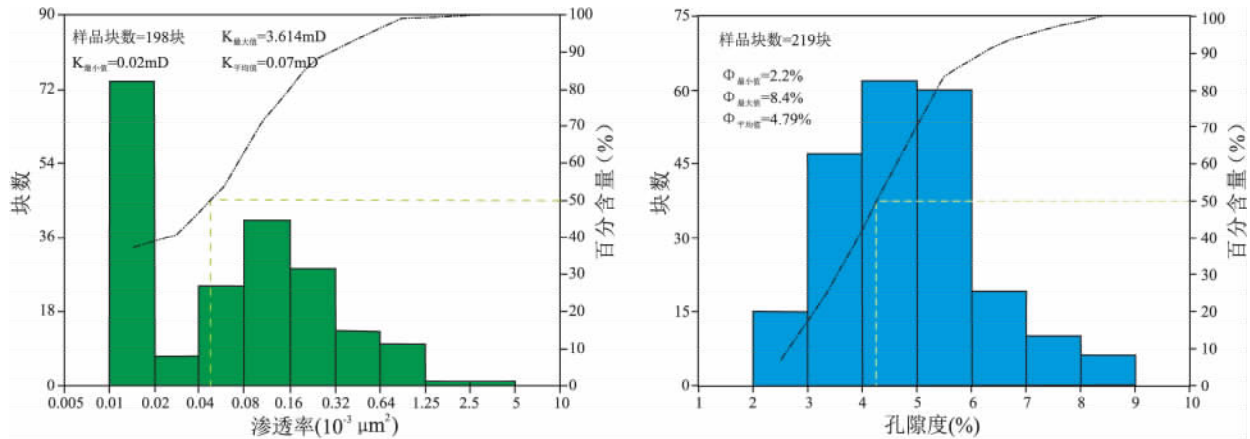 样品块数=198块
K最大值=3.614mD
K最小值=0.02mD
K平均值=0.07mD
90
72
54
36
18
0
块数
100
90
80
70
60
50
40
30
20
10
0
百分含量(%)
0.005 0.01 0.02 0.04 0.08 0.16 0.32 0.64 1.25 2.5 5 10
渗透率(10⁻³ μm²)
样品块数=219块
Φ最小值=2.2%
Φ最大值=8.4%
Φ平均值=4.79%
75
60
45
30
15
0
块数
100
90
80
70
60
50
40
30
20
10
0
百分含量(%)
1 2 3 4 5 6 7 8 9 10
孔隙度(%)